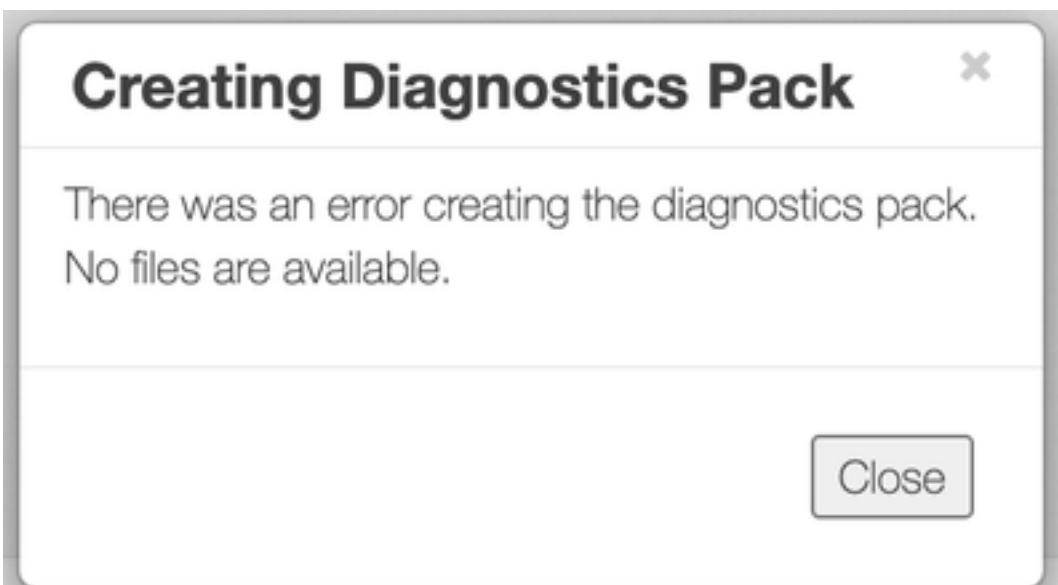 Creating Diagnostics Pack
There was an error creating the diagnostics pack.
No files are available.
Close